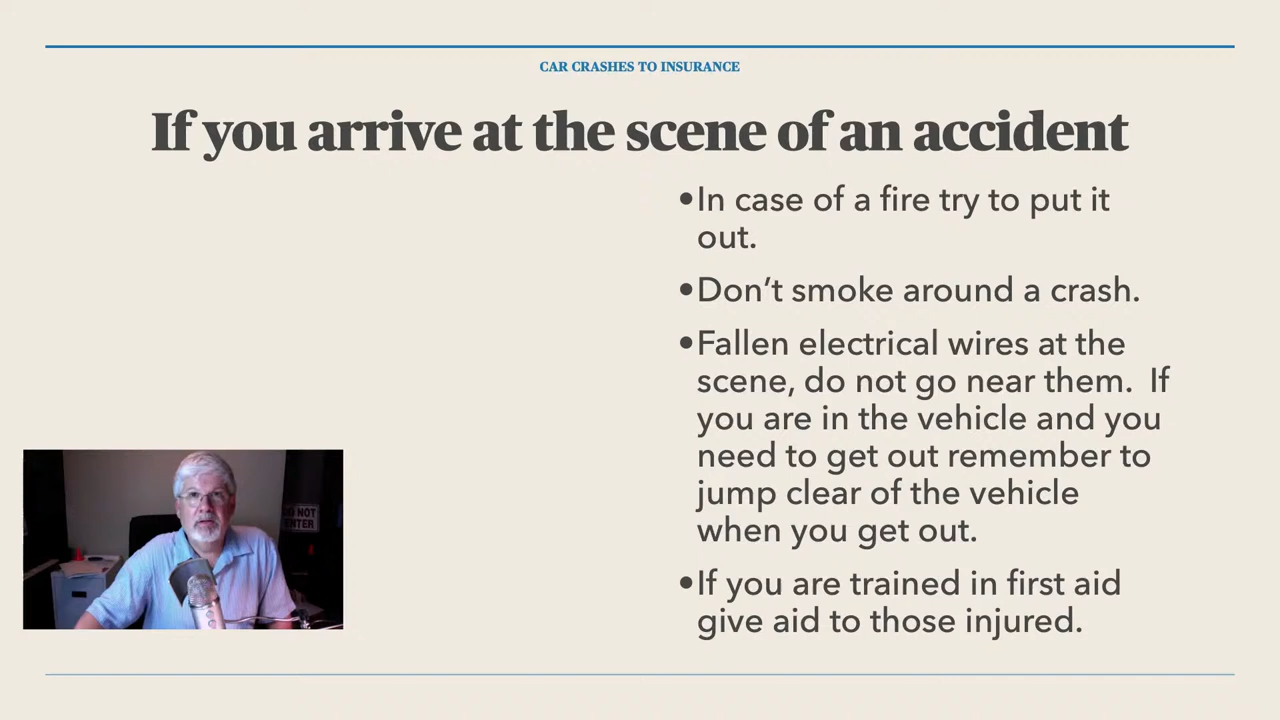 CAR CRASHES TO INSURANCE
If you arrive at the scene of an accident
•In case of a fire try to put it
out.
•Don’t smoke around a crash.
•Fallen electrical wires at the
scene, do not go near them.  If
you are in the vehicle and you
need to get out remember to
jump clear of the vehicle
when you get out.
•If you are trained in first aid
give aid to those injured.
DO NOT
ENTER